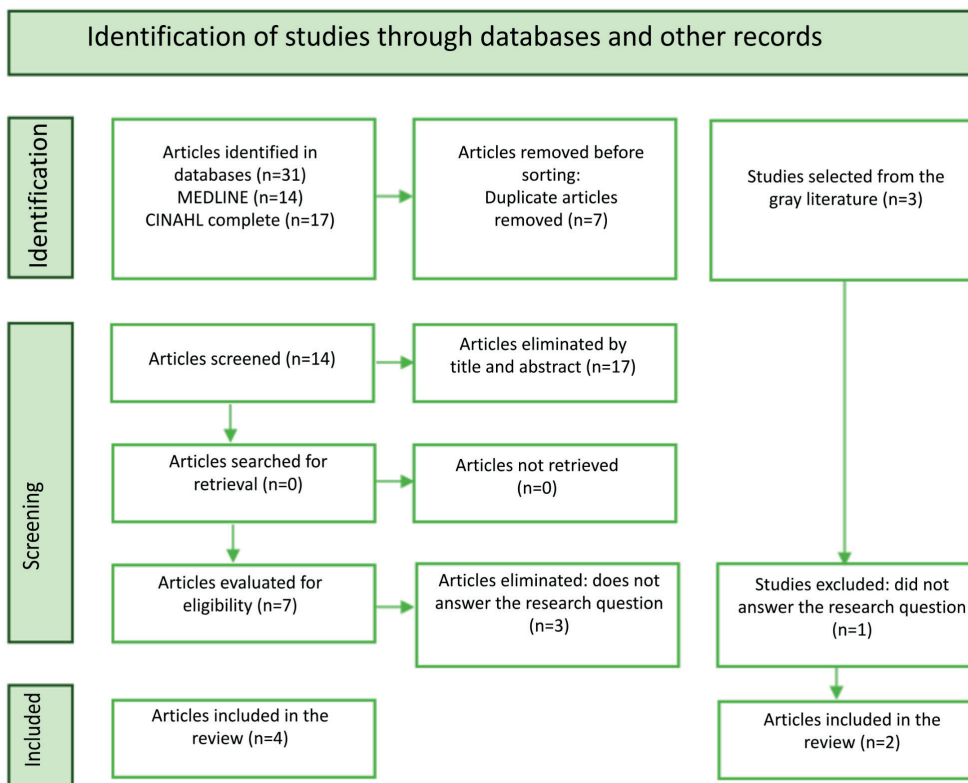 Identification of studies through databases and other records
Identification
Articles identified in
databases (n=31)
MEDLINE (n=14)
CINAHL complete (n=17)
Articles removed before
sorting:
Duplicate articles
removed (n=7)
Studies selected from the
gray literature (n=3)
Screening
Articles screened (n=14)
Articles eliminated by
title and abstract (n=17)
Articles searched for
retrieval (n=0)
Articles not retrieved
(n=0)
Articles evaluated for
eligibility (n=7)
Articles eliminated: does not
answer the research question
(n=3)
Studies excluded: did not
answer the research question
(n=1)
Included
Articles included in the
review (n=4)
Articles included in the
review (n=2)